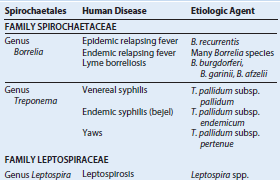 Spirochaetales Human Disease Etiologic Agent
FAMILY SPIROCHAETACEAE
Genus Epidemic relapsing fever B. recurrentis
Borrelia Endemic relapsing fever Many Borrelia species
Lyme borreliosis B. burgdorferi,
B. garinii, B. afzelii
Genus Venereal syphilis T. pallidum subsp.
Treponema pallidum
Endemic syphilis (bejel) T. pallidum subsp.
endemicum
Yaws T. pallidum subsp.
pertenue
FAMILY LEPTOSPIRACEAE
Genus Leptospira Leptospirosis Leptospira spp.